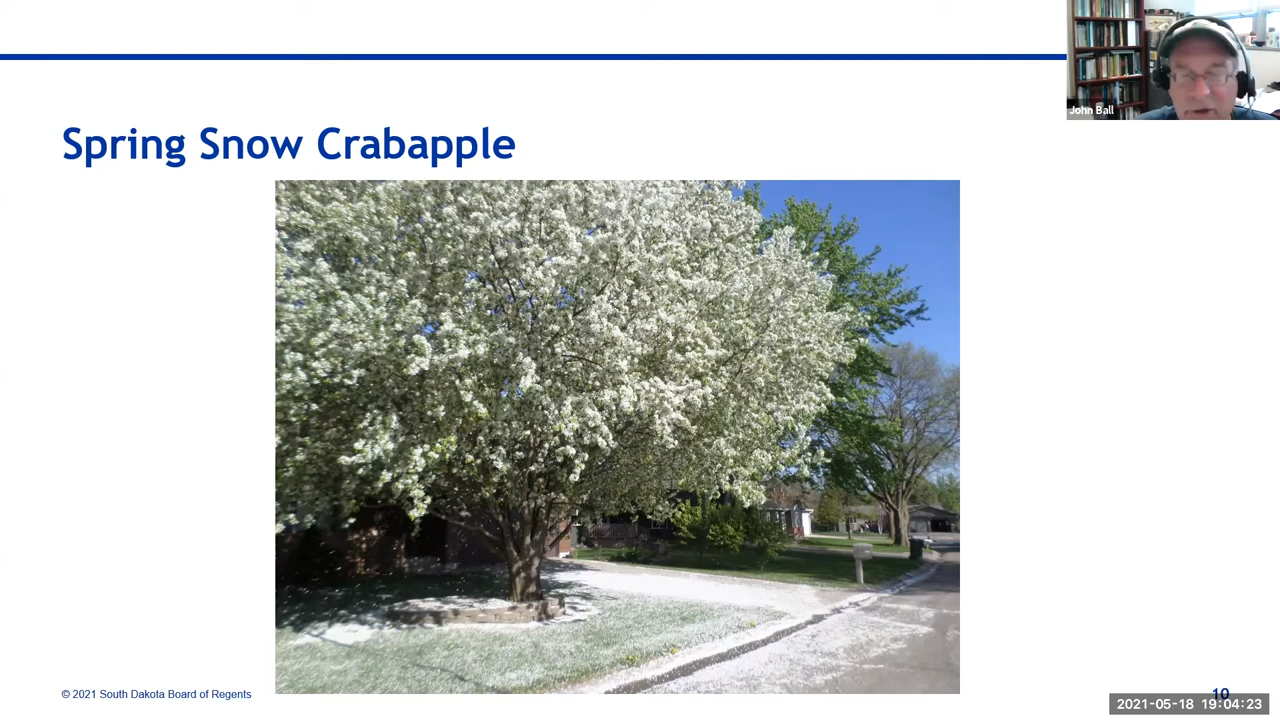 John Ball
Spring Snow Crabapple
© 2021 South Dakota Board of Regents
10
2021-05-18 19:04:23